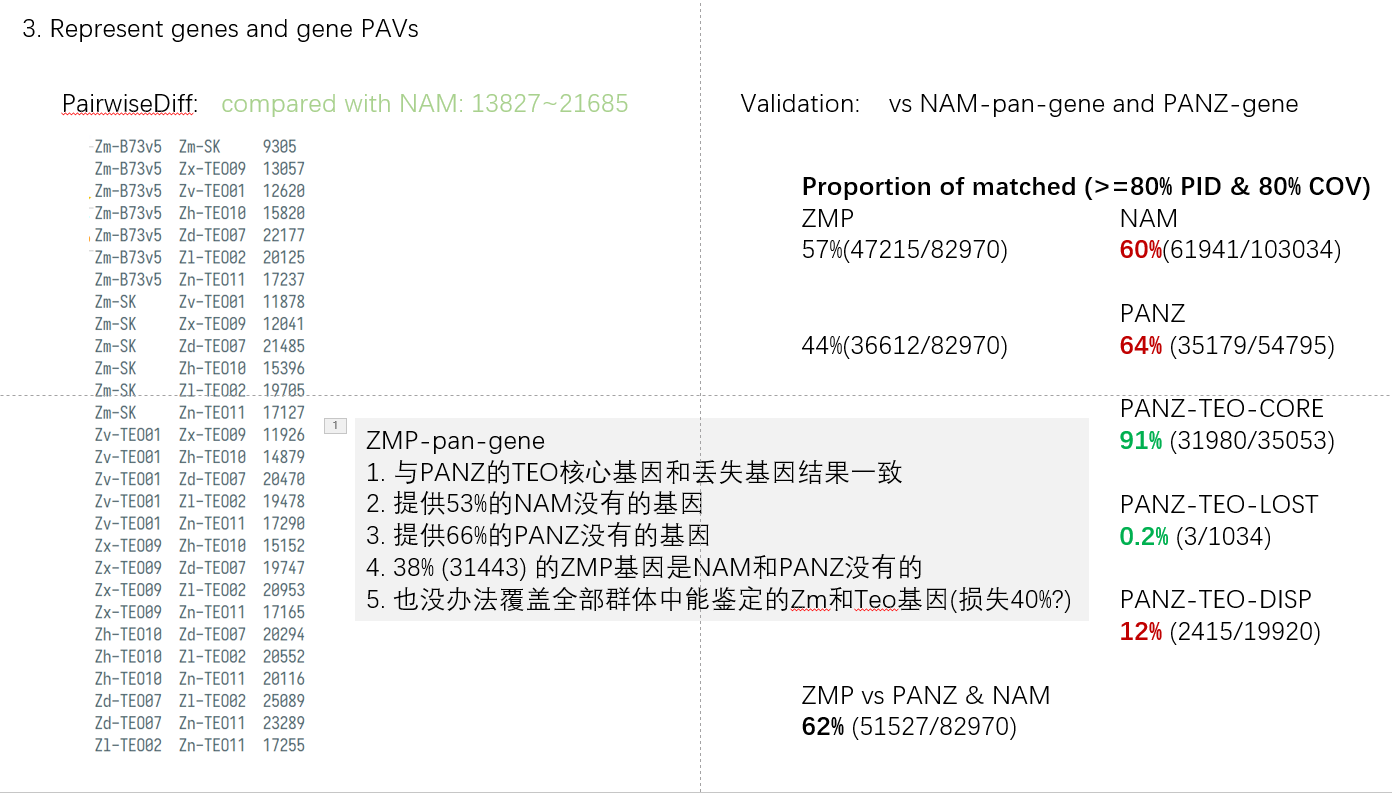 3. Represent genes and gene PAVs
PairwiseDiff: compared with NAM: 13827~21685
Zm-B73v5 Zm-SK 9305
Zm-B73v5 Zx-TEO09 13057
Zm-B73v5 Zv-TEO01 12620
Zm-B73v5 Zh-TEO10 15820
Zm-B73v5 Zd-TEO07 22177
Zm-B73v5 Zl-TEO02 20125
Zm-B73v5 Zn-TEO11 17237
Zm-SK Zv-TEO01 11878
Zm-SK Zx-TEO09 12041
Zm-SK Zd-TEO07 21485
Zm-SK Zh-TEO10 15396
Zm-SK Zl-TEO02 19705
Zm-SK Zn-TEO11 17127
Zv-TEO01 Zx-TEO09 11926
Zv-TEO01 Zh-TEO10 14879
Zv-TEO01 Zd-TEO07 20470
Zv-TEO01 Zl-TEO02 19478
Zv-TEO01 Zn-TEO11 17290
Zx-TEO09 Zh-TEO10 15152
Zx-TEO09 Zd-TEO07 19747
Zx-TEO09 Zl-TEO02 20953
Zx-TEO09 Zn-TEO11 17165
Zh-TEO10 Zd-TEO07 20294
Zh-TEO10 Zl-TEO02 20552
Zh-TEO10 Zn-TEO11 20116
Zd-TEO07 Zl-TEO02 25089
Zd-TEO07 Zn-TEO11 23289
Zl-TEO02 Zn-TEO11 17255
1
ZMP-pan-gene
1. 与PANZ的TEO核心基因和丢失基因结果一致
2. 提供53%的NAM没有的基因
3. 提供66%的PANZ没有的基因
4. 38% (31443) 的ZMP基因是NAM和PANZ没有的
5. 也没办法覆盖全部群体中能鉴定的Zm和Teo基因(损失40%?)
Validation: vs NAM-pan-gene and PANZ-gene
Proportion of matched (>=80% PID & 80% COV)
ZMP NAM
57%(47215/82970) 60%(61941/103034)
PANZ
44%(36612/82970) 64% (35179/54795)
PANZ-TEO-CORE
91% (31980/35053)
PANZ-TEO-LOST
0.2% (3/1034)
PANZ-TEO-DISP
12% (2415/19920)
ZMP vs PANZ & NAM
62% (51527/82970)